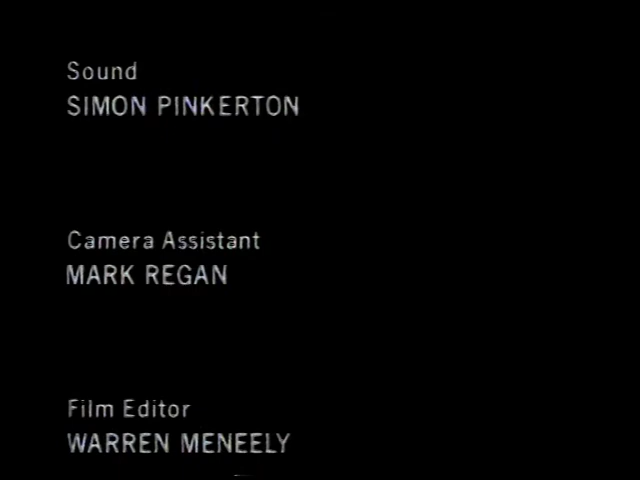 Sound
SIMON PINKERTON
Camera Assistant
MARK REGAN
Film Editor
WARREN MENEELY